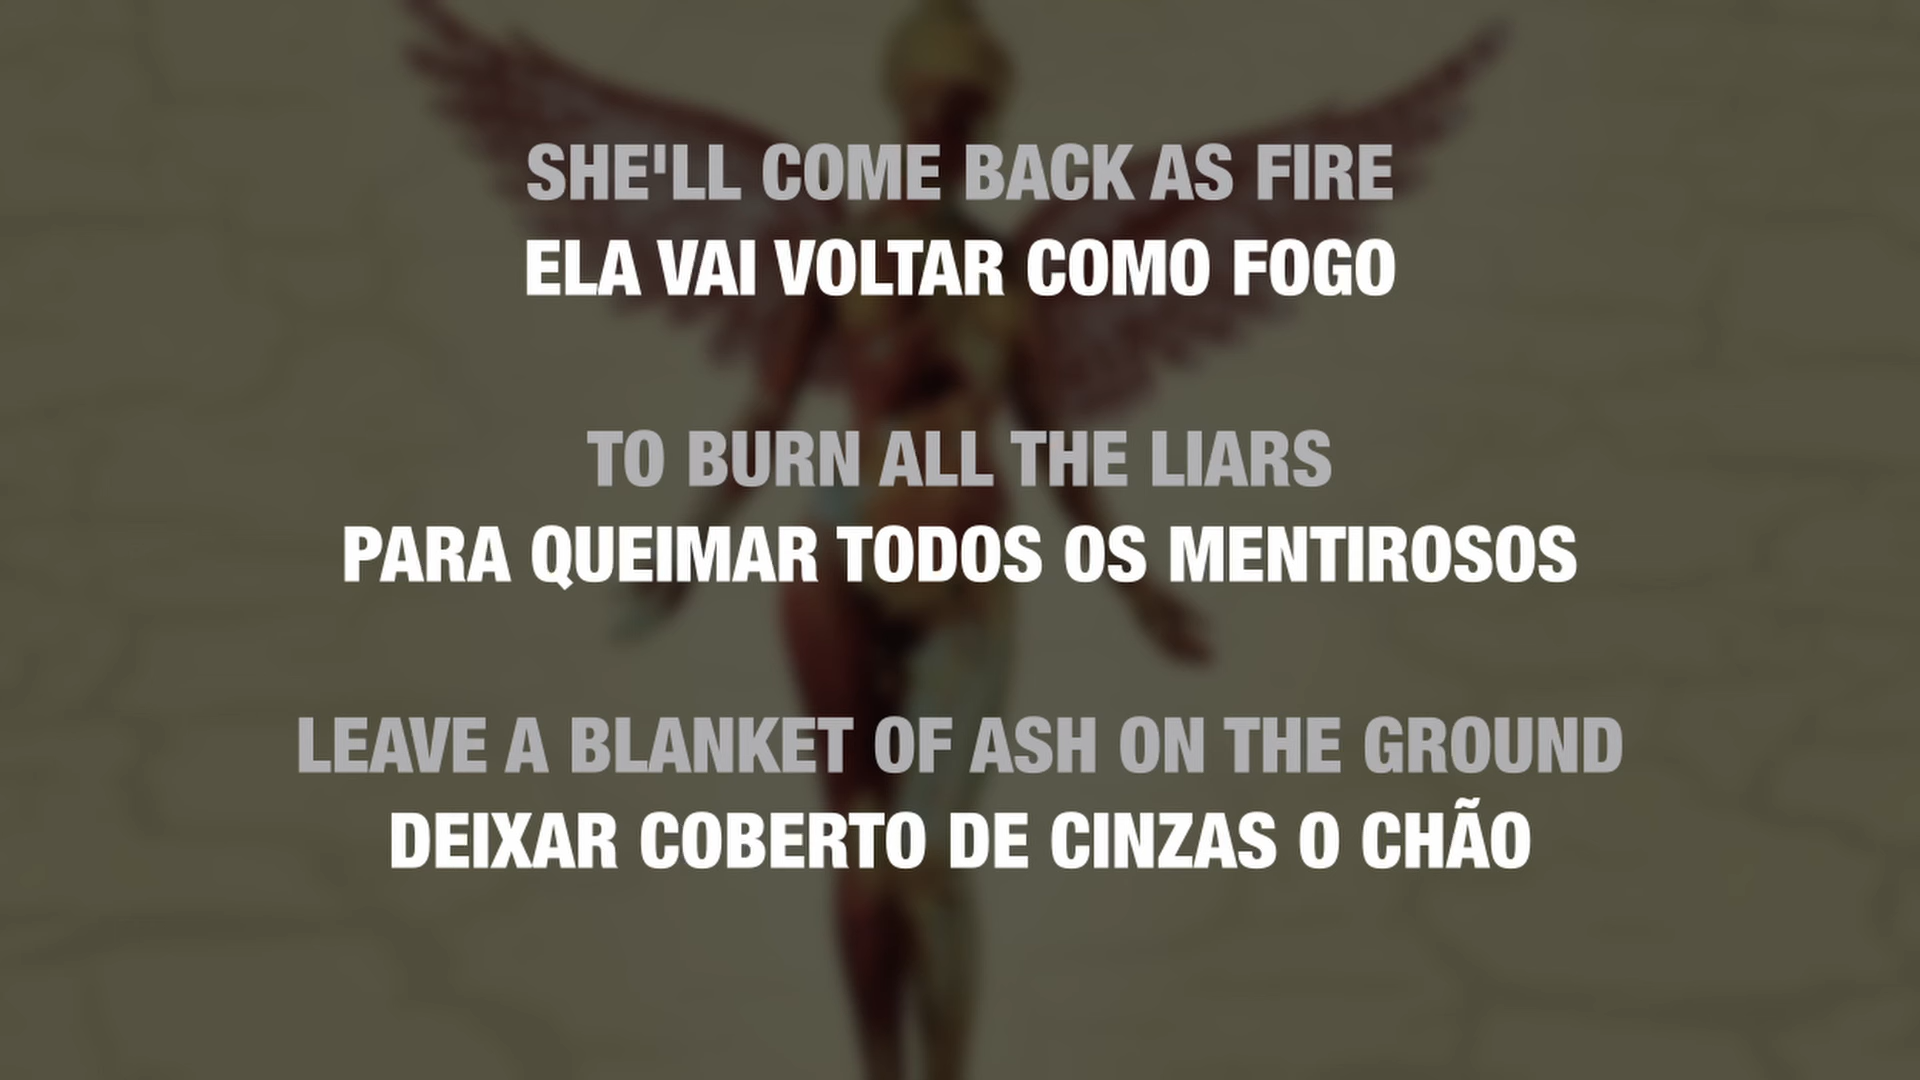 SHE'LL COME BACK AS FIRE
ELA VAI VOLTAR COMO FOGO
TO BURN ALL THE LIARS
PARA QUEIMAR TODOS OS MENTIROSOS
LEAVE A BLANKET OF ASH ON THE GROUND
DEIXAR COBERTO DE CINZAS O CHÃO